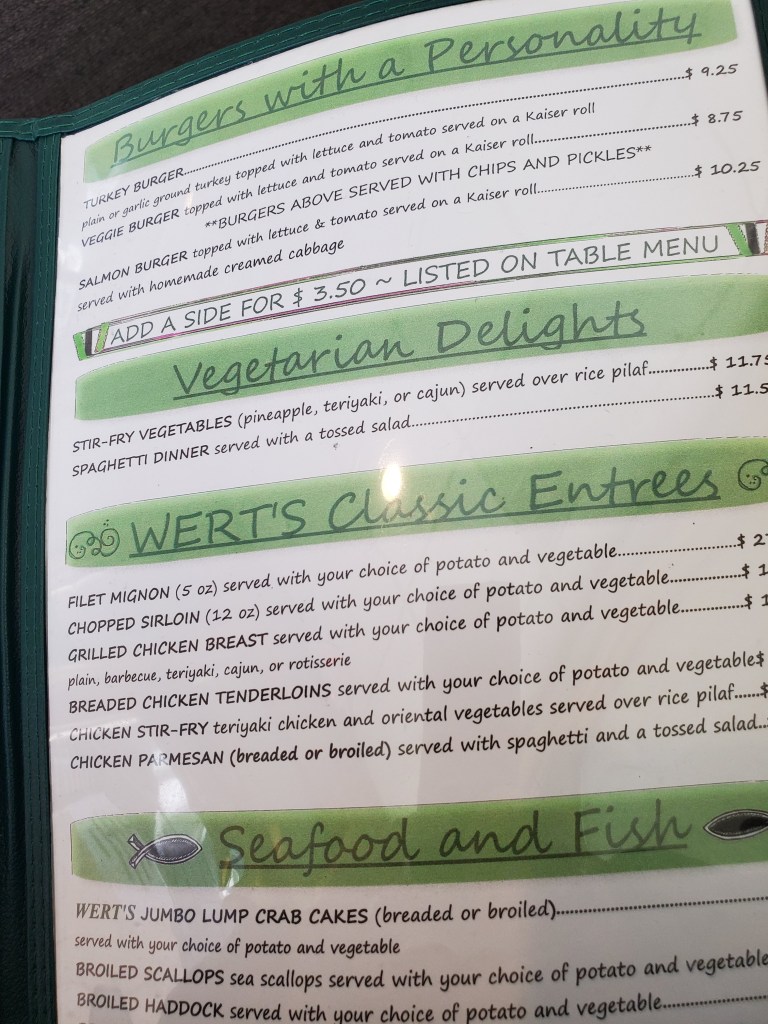 Burgers with a Personality
TURKEY BURGER..........$ 9.25
plain or garlic ground turkey topped with lettuce and tomato served on a Kaiser roll
VEGGIE BURGER topped with lettuce and tomato served on a Kaiser roll..........$ 8.75
**BURGERS ABOVE SERVED WITH CHIPS AND PICKLES**
SALMON BURGER topped with lettuce & tomato served on a Kaiser roll..........$ 10.25
served with homemade creamed cabbage
ADD A SIDE FOR $ 3.50 ~ LISTED ON TABLE MENU
Vegetarian Delights
STIR-FRY VEGETABLES (pineapple, teriyaki, or cajun) served over rice pilaf..........$ 11.75
SPAGHETTI DINNER served with a tossed salad..........$ 11.5
WERT'S Classic Entrees
FILET MIGNON (5 oz) served with your choice of potato and vegetable..........$ 2
CHOPPED SIRLOIN (12 oz) served with your choice of potato and vegetable..........$ 1
GRILLED CHICKEN BREAST served with your choice of potato and vegetable..........$ 1
plain, barbecue, teriyaki, cajun, or rotisserie
BREADED CHICKEN TENDERLOINS served with your choice of potato and vegetable$
CHICKEN STIR-FRY teriyaki chicken and oriental vegetables served over rice pilaf......$
CHICKEN PARMESAN (breaded or broiled) served with spaghetti and a tossed salad..
Seafood and Fish
WERT'S JUMBO LUMP CRAB CAKES (breaded or broiled)..........
served with your choice of potato and vegetable
BROILED SCALLOPS sea scallops served with your choice of potato and vegetable
BROILED HADDOCK served with your choice of potato and vegetable..........